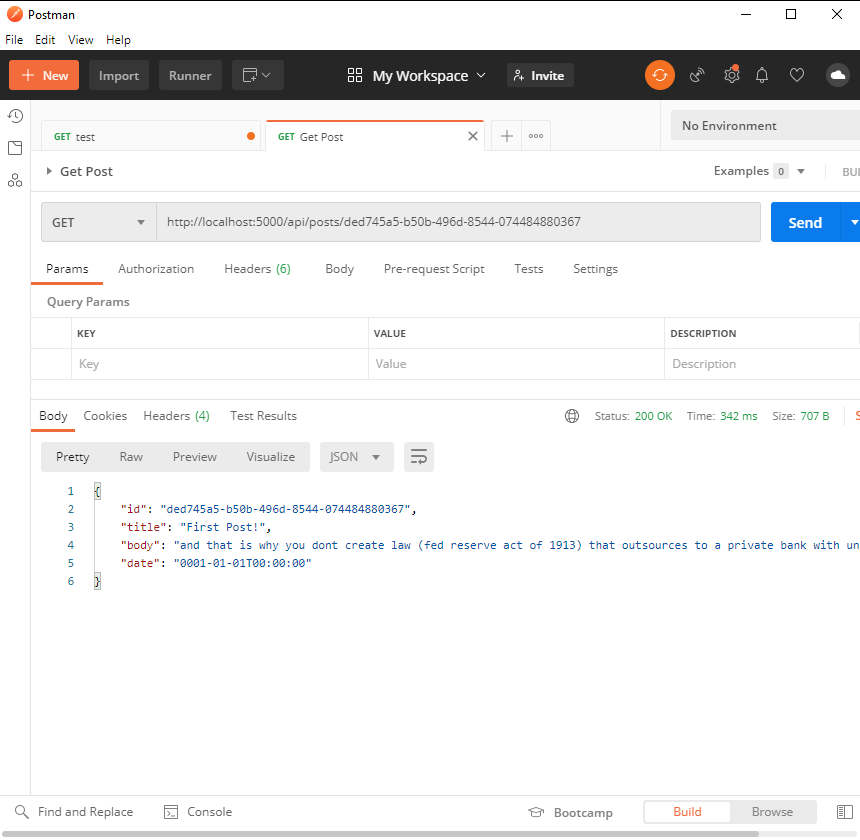 Postman
File Edit View Help
+ New Import Runner My Workspace Invite
GET test GET Get Post No Environment
Get Post Examples 0
GET http://localhost:5000/api/posts/ded745a5-b50b-496d-8544-074484880367 Send
Params Authorization Headers (6) Body Pre-request Script Tests Settings
Query Params
KEY VALUE DESCRIPTION
Key Value Description
Body Cookies Headers (4) Test Results Status: 200 OK Time: 342 ms Size: 707 B
Pretty Raw Preview Visualize JSON
1 {
2 "id": "ded745a5-b50b-496d-8544-074484880367",
3 "title": "First Post!",
4 "body": "and that is why you dont create law (fed reserve act of 1913) that outsources to a private bank with un
5 "date": "0001-01-01T00:00:00"
6 }
Find and Replace Console Bootcamp Build Browse